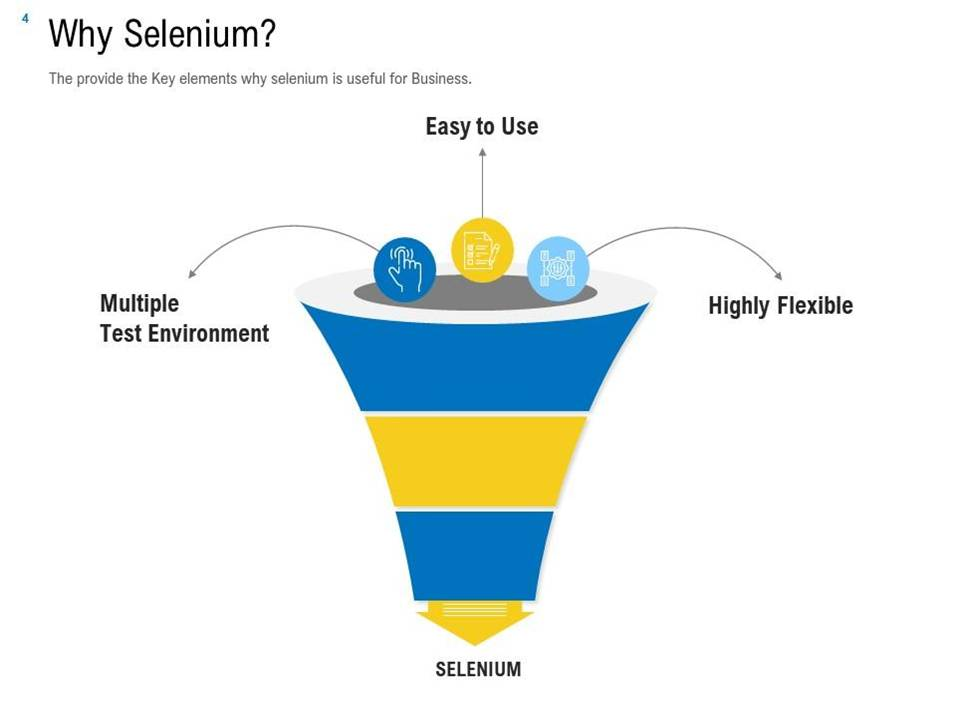 4
Why Selenium?
The provide the Key elements why selenium is useful for Business.
Easy to Use
Multiple
Test Environment
Highly Flexible
SELENIUM